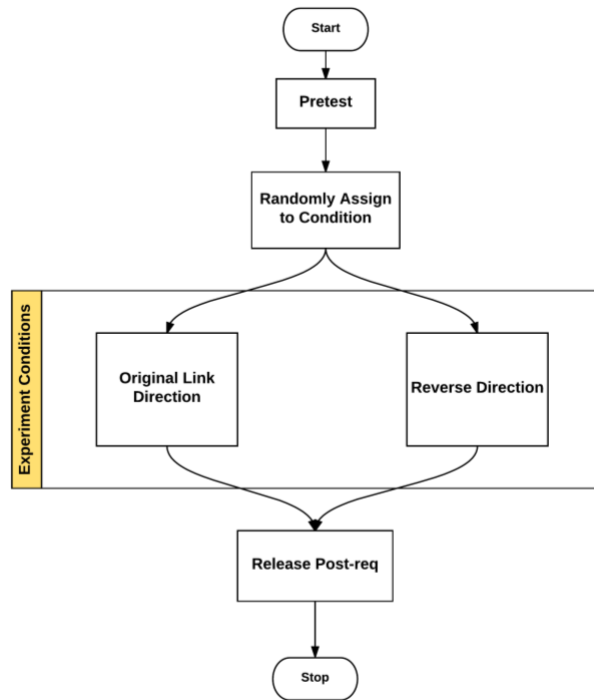 Start
Pretest
Randomly Assign
to Condition
Experiment Conditions
Original Link
Direction
Reverse Direction
Release Post-req
Stop